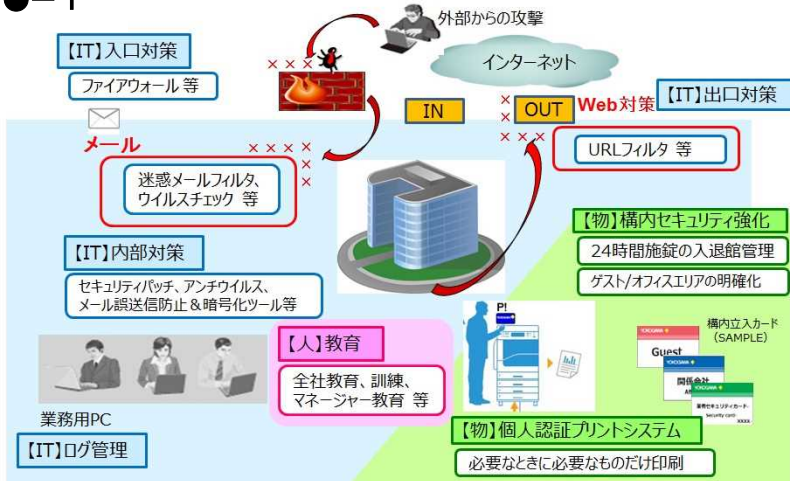 外部からの攻撃
【IT】入口対策
インターネット
ファイアウォール 等
× × ×
IN
OUT
Web対策
【IT】出口対策
メール
URLフィルタ 等
迷惑メールフィルタ、
ウイルスチェック 等
【物】構内セキュリティ強化
24時間施錠の入退館管理
ゲスト/オフィスエリアの明確化
【IT】内部対策
セキュリティパッチ、アンチウイルス、
メール誤送信防止&暗号化ツール等
P!
構内立入カード
(SAMPLE)
Guest
関係会社
【人】教育
全社教育、訓練、
マネージャー教育 等
業務用PC
【IT】ログ管理
Security card
XXXX
【物】個人認証プリントシステム
必要なときに必要なものだけ印刷